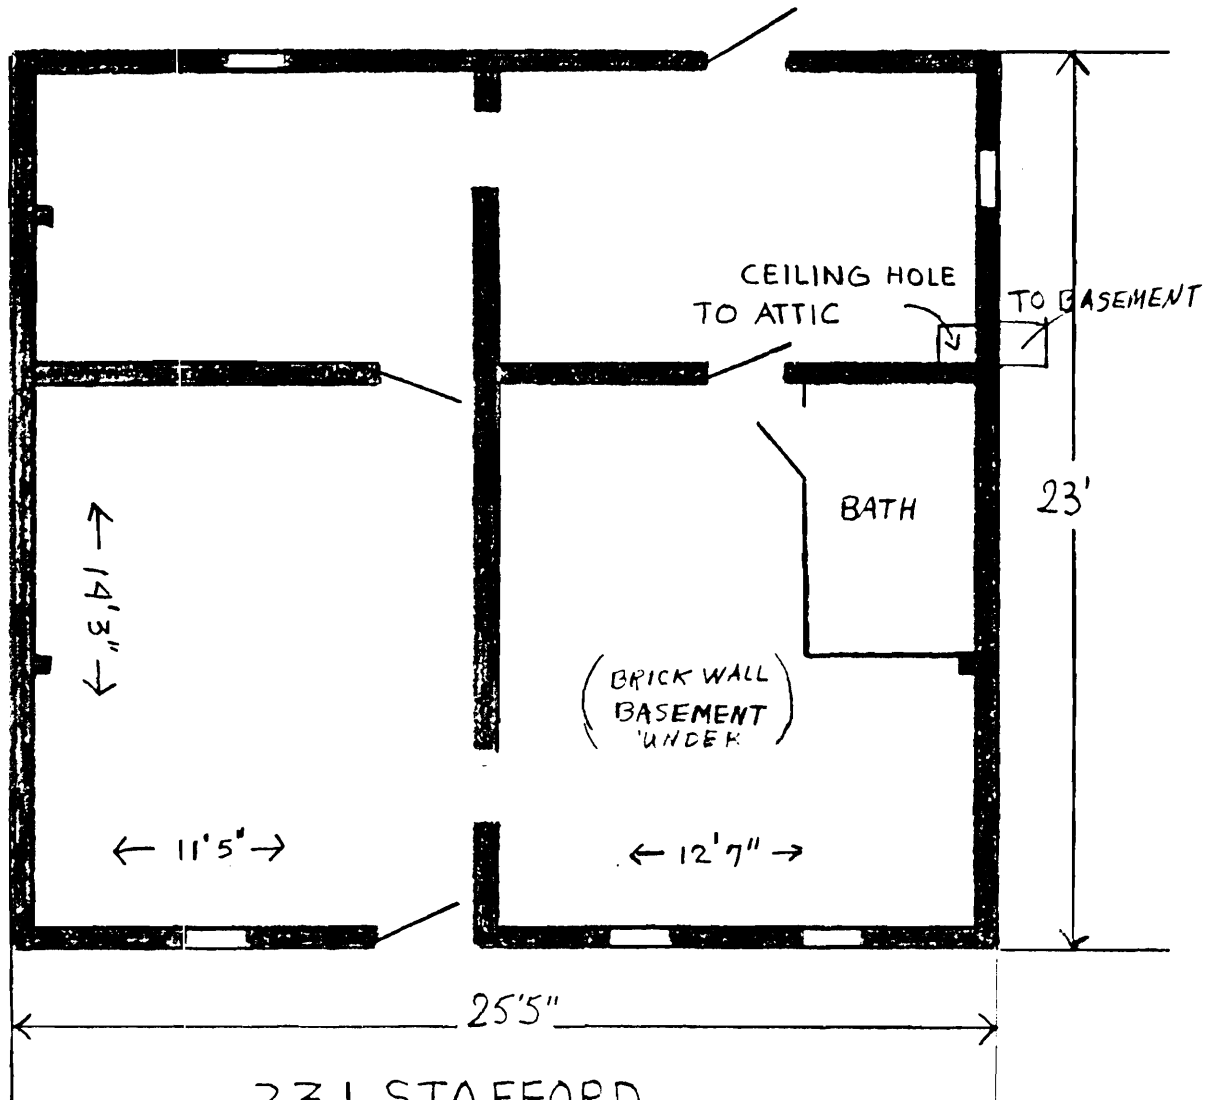 CEILING HOLE
TO ATTIC
TO BASEMENT
23'
BATH
14'3"
(BRICK WALL
BASEMENT
UNDER)
11'5"
12'7"
25'5"
231 STAFFORD